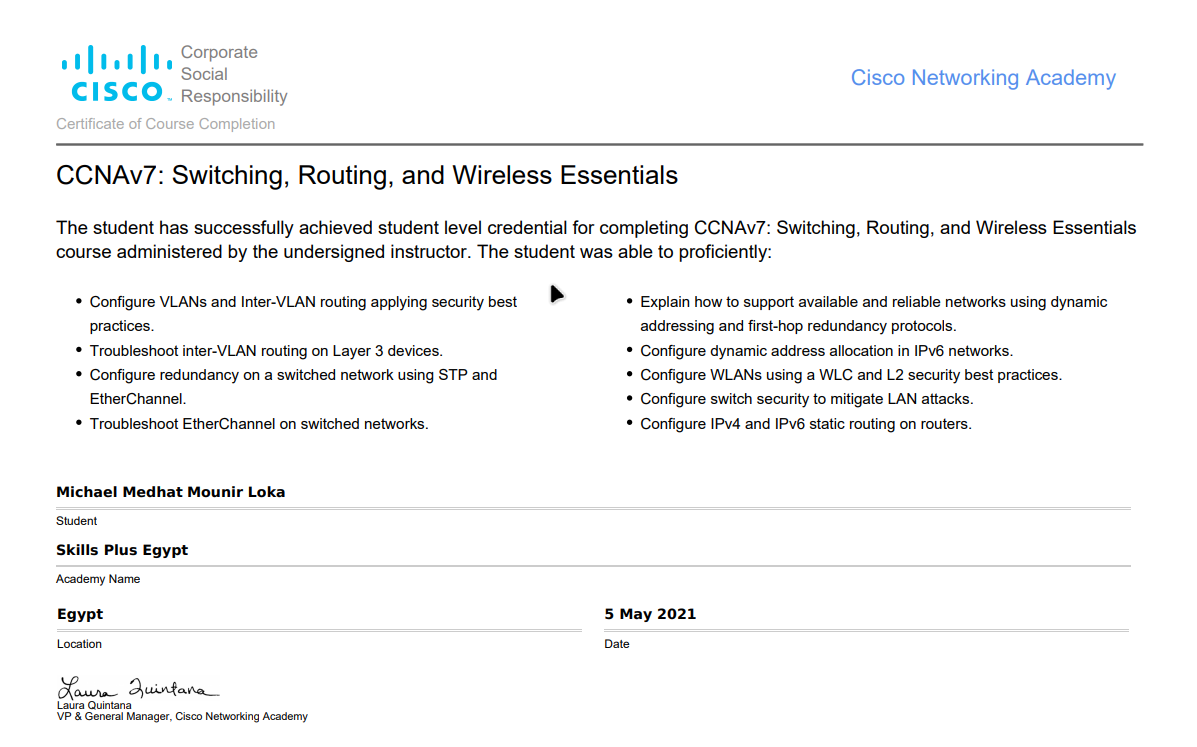 Corporate
Social
Responsibility
CISCO™
Cisco Networking Academy
Certificate of Course Completion
CCNAv7: Switching, Routing, and Wireless Essentials
The student has successfully achieved student level credential for completing CCNAv7: Switching, Routing, and Wireless Essentials
course administered by the undersigned instructor. The student was able to proficiently:
• Configure VLANs and Inter-VLAN routing applying security best
practices.
• Troubleshoot inter-VLAN routing on Layer 3 devices.
• Configure redundancy on a switched network using STP and
EtherChannel.
• Troubleshoot EtherChannel on switched networks.
• Explain how to support available and reliable networks using dynamic
addressing and first-hop redundancy protocols.
• Configure dynamic address allocation in IPv6 networks.
• Configure WLANs using a WLC and L2 security best practices.
• Configure switch security to mitigate LAN attacks.
• Configure IPv4 and IPv6 static routing on routers.
Michael Medhat Mounir Loka
Student
Skills Plus Egypt
Academy Name
Egypt
Location
5 May 2021
Date
Laura Quintana
Laura Quintana
VP & General Manager, Cisco Networking Academy